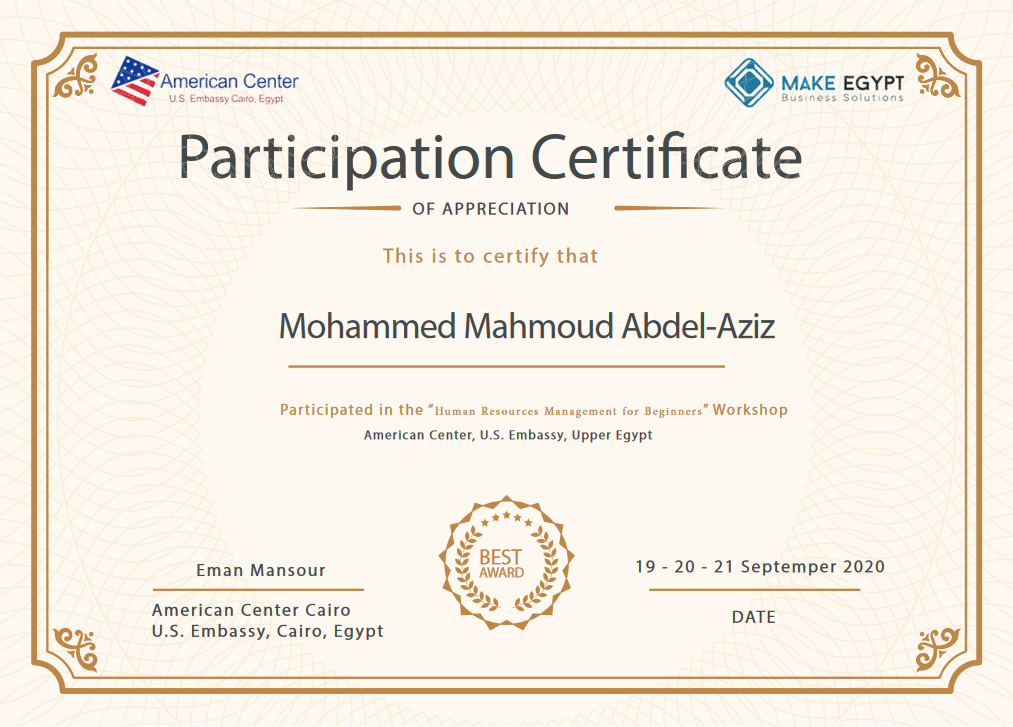 American Center
U.S. Embassy Cairo, Egypt
MAKE EGYPT
Business Solutions
Participation Certificate
OF APPRECIATION
This is to certify that
Mohammed Mahmoud Abdel-Aziz
Participated in the "Human Resources Management for Beginners" Workshop
American Center, U.S. Embassy, Upper Egypt
BEST
AWARD
Eman Mansour
American Center Cairo
U.S. Embassy, Cairo, Egypt
19 - 20 - 21 Septemper 2020
DATE